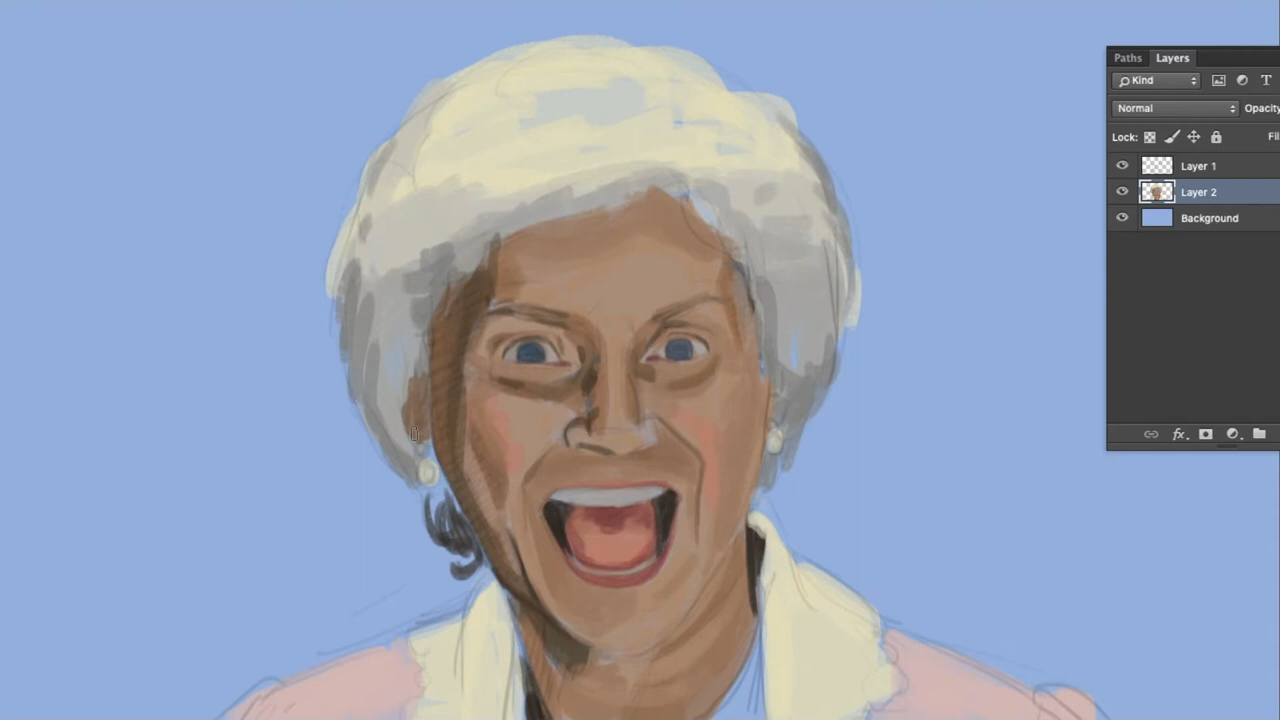 Paths Layers
Kind T
Normal Opacity
Lock: Fil
Layer 1
Layer 2
Background
fx.